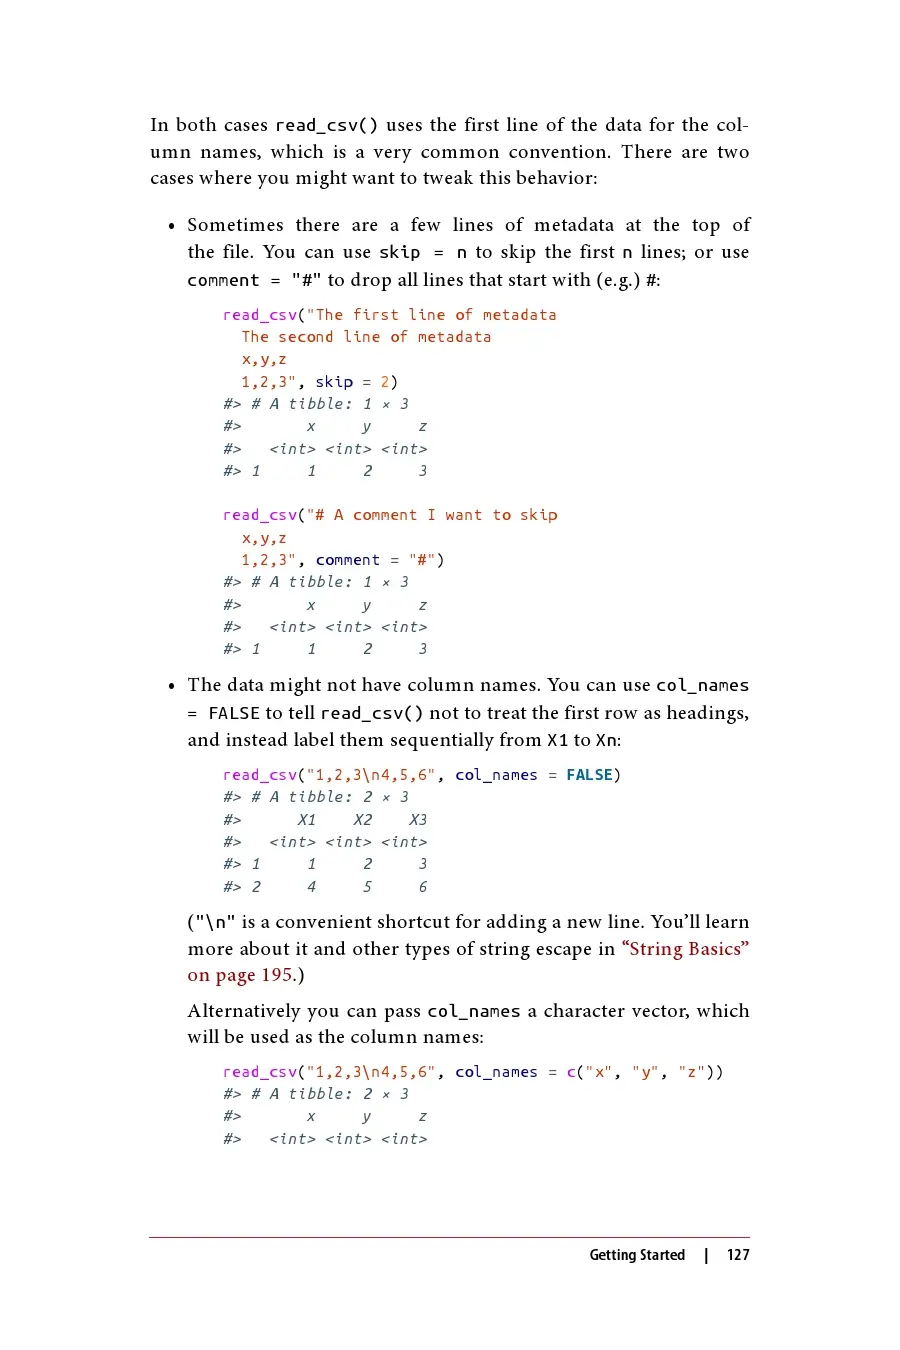 In both cases read_csv() uses the first line of the data for the col-
umn names, which is a very common convention. There are two
cases where you might want to tweak this behavior:
• Sometimes there are a few lines of metadata at the top of
the file. You can use skip = n to skip the first n lines; or use
comment = "#" to drop all lines that start with (e.g.) #:
read_csv("The first line of metadata
  The second line of metadata
  x,y,z
  1,2,3", skip = 2)
#> # A tibble: 1 × 3
#>       x     y     z
#>   <int> <int> <int>
#> 1     1     2     3
read_csv("# A comment I want to skip
  x,y,z
  1,2,3", comment = "#")
#> # A tibble: 1 × 3
#>       x     y     z
#>   <int> <int> <int>
#> 1     1     2     3
• The data might not have column names. You can use col_names
= FALSE to tell read_csv() not to treat the first row as headings,
and instead label them sequentially from X1 to Xn:
read_csv("1,2,3\n4,5,6", col_names = FALSE)
#> # A tibble: 2 × 3
#>      X1    X2    X3
#>   <int> <int> <int>
#> 1     1     2     3
#> 2     4     5     6
("\n" is a convenient shortcut for adding a new line. You’ll learn
more about it and other types of string escape in “String Basics”
on page 195.)
Alternatively you can pass col_names a character vector, which
will be used as the column names:
read_csv("1,2,3\n4,5,6", col_names = c("x", "y", "z"))
#> # A tibble: 2 × 3
#>       x     y     z
#>   <int> <int> <int>
Getting Started | 127